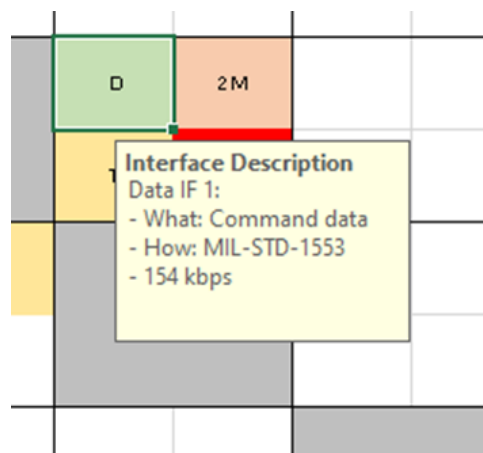 D
2M
Interface Description
Data IF 1:
- What: Command data
- How: MIL-STD-1553
- 154 kbps